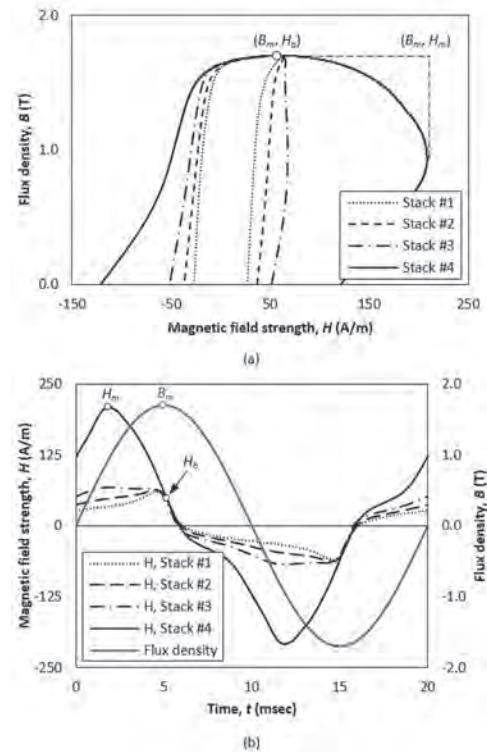 2.0
(Bm, Hb)
(Bm, Hm)
Flux density, B (T)
1.0
0.0
Stack #1
Stack #2
Stack #3
Stack #4
-150
-50
50
150
250
Magnetic field strength, H (A/m)
(a)
250
125
0
-125
-250
Magnetic field strength, H (A/m)
Hm
Bm
Hb
2.0
1.0
0.0
-1.0
-2.0
Flux density, B (T)
H, Stack #1
H, Stack #2
H, Stack #3
H, Stack #4
Flux density
0
5
10
15
20
Time, t (msec)
(b)